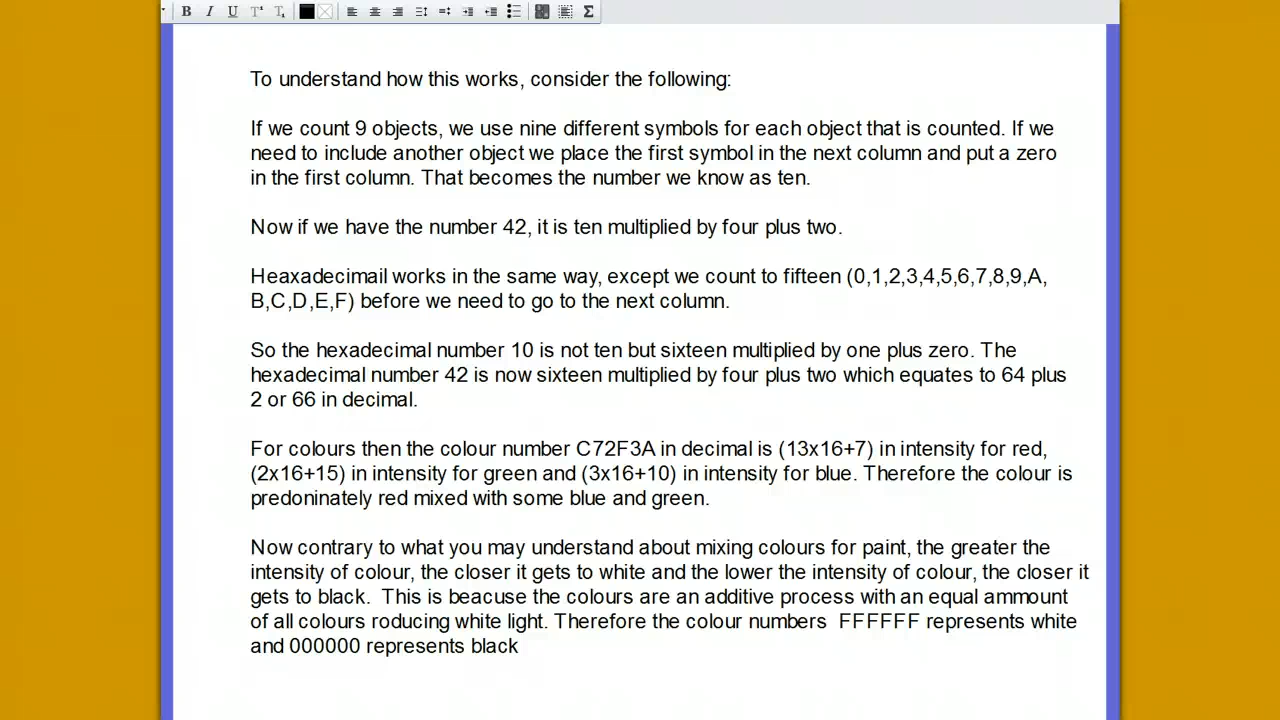 To understand how this works, consider the following:
If we count 9 objects, we use nine different symbols for each object that is counted. If we
need to include another object we place the first symbol in the next column and put a zero
in the first column. That becomes the number we know as ten.
Now if we have the number 42, it is ten multiplied by four plus two.
Heaxadecimail works in the same way, except we count to fifteen (0,1,2,3,4,5,6,7,8,9,A,
B,C,D,E,F) before we need to go to the next column.
So the hexadecimal number 10 is not ten but sixteen multiplied by one plus zero. The
hexadecimal number 42 is now sixteen multiplied by four plus two which equates to 64 plus
2 or 66 in decimal.
For colours then the colour number C72F3A in decimal is (13x16+7) in intensity for red,
(2x16+15) in intensity for green and (3x16+10) in intensity for blue. Therefore the colour is
predoninately red mixed with some blue and green.
Now contrary to what you may understand about mixing colours for paint, the greater the
intensity of colour, the closer it gets to white and the lower the intensity of colour, the closer it
gets to black.  This is beacuse the colours are an additive process with an equal ammount
of all colours roducing white light. Therefore the colour numbers  FFFFFF represents white
and 000000 represents black